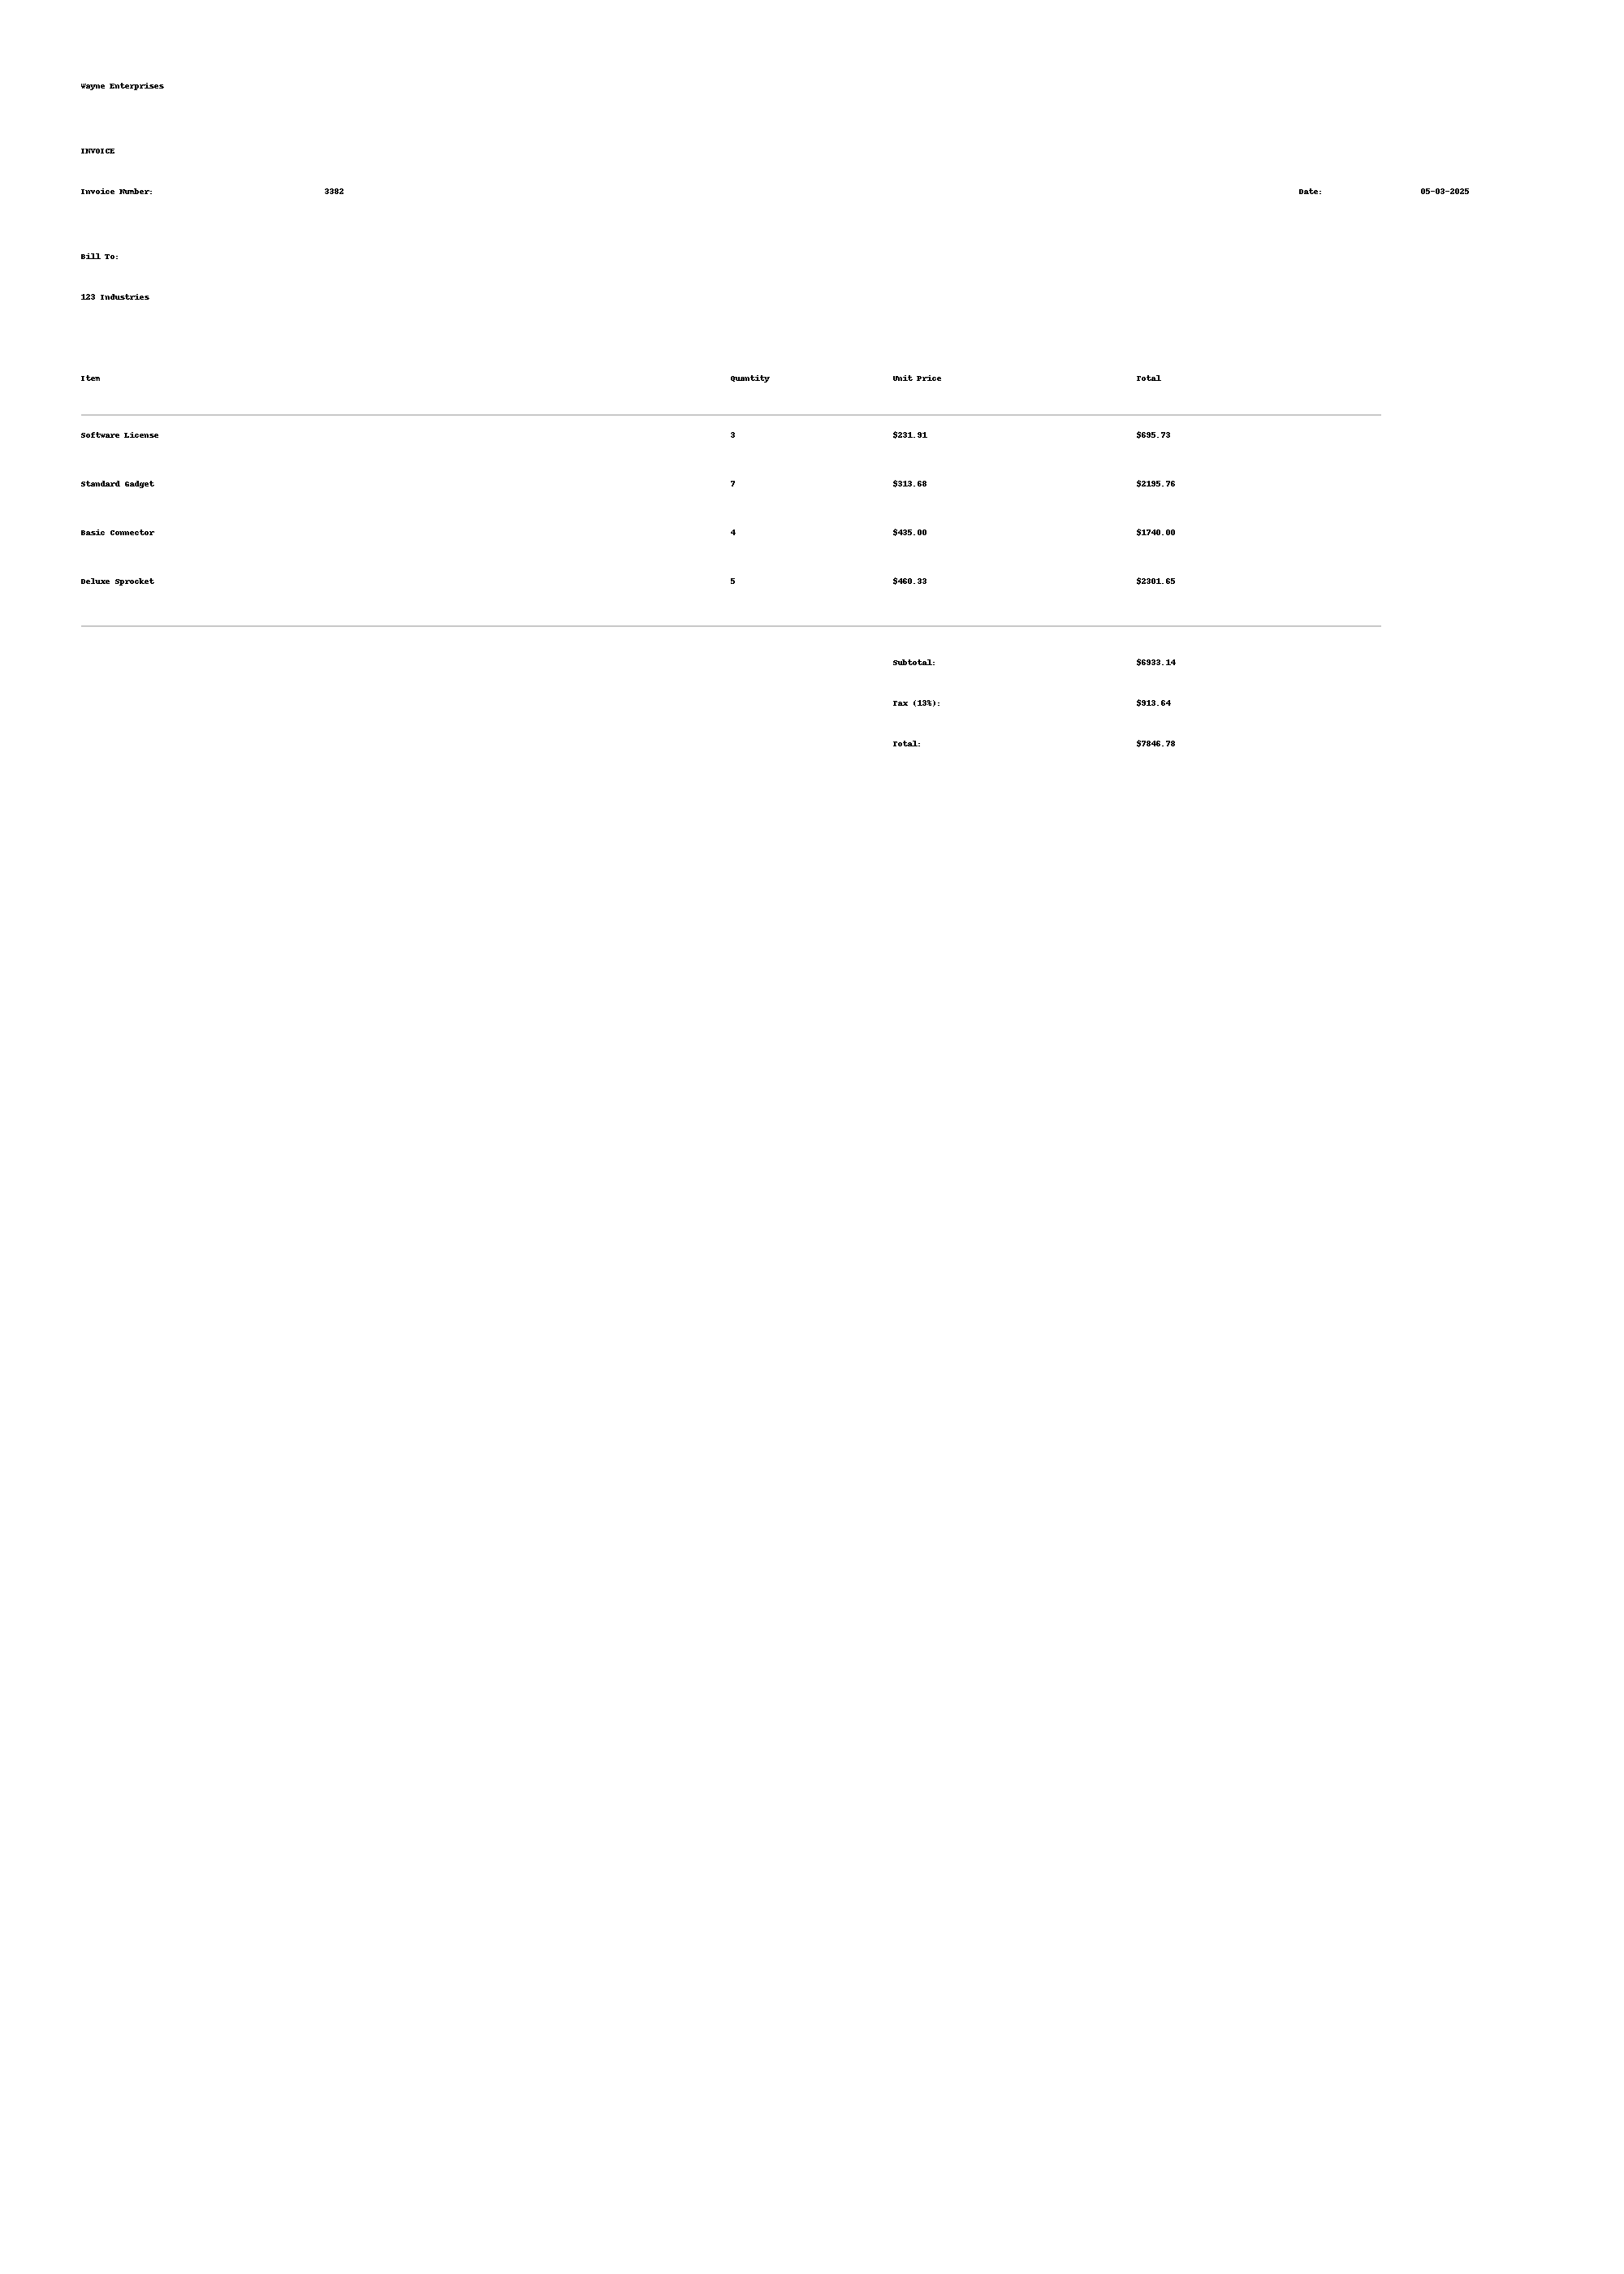 Wayne Enterprises
INVOICE
Invoice Number: 3382 Date: 05-03-2025
Bill To:
123 Industries
Item Quantity Unit Price Total
Software License 3 $231.91 $695.73
Standard Gadget 7 $313.68 $2195.76
Basic Connector 4 $435.00 $1740.00
Deluxe Sprocket 5 $460.33 $2301.65
Subtotal: $6933.14
Tax (13%): $913.64
Total: $7846.78